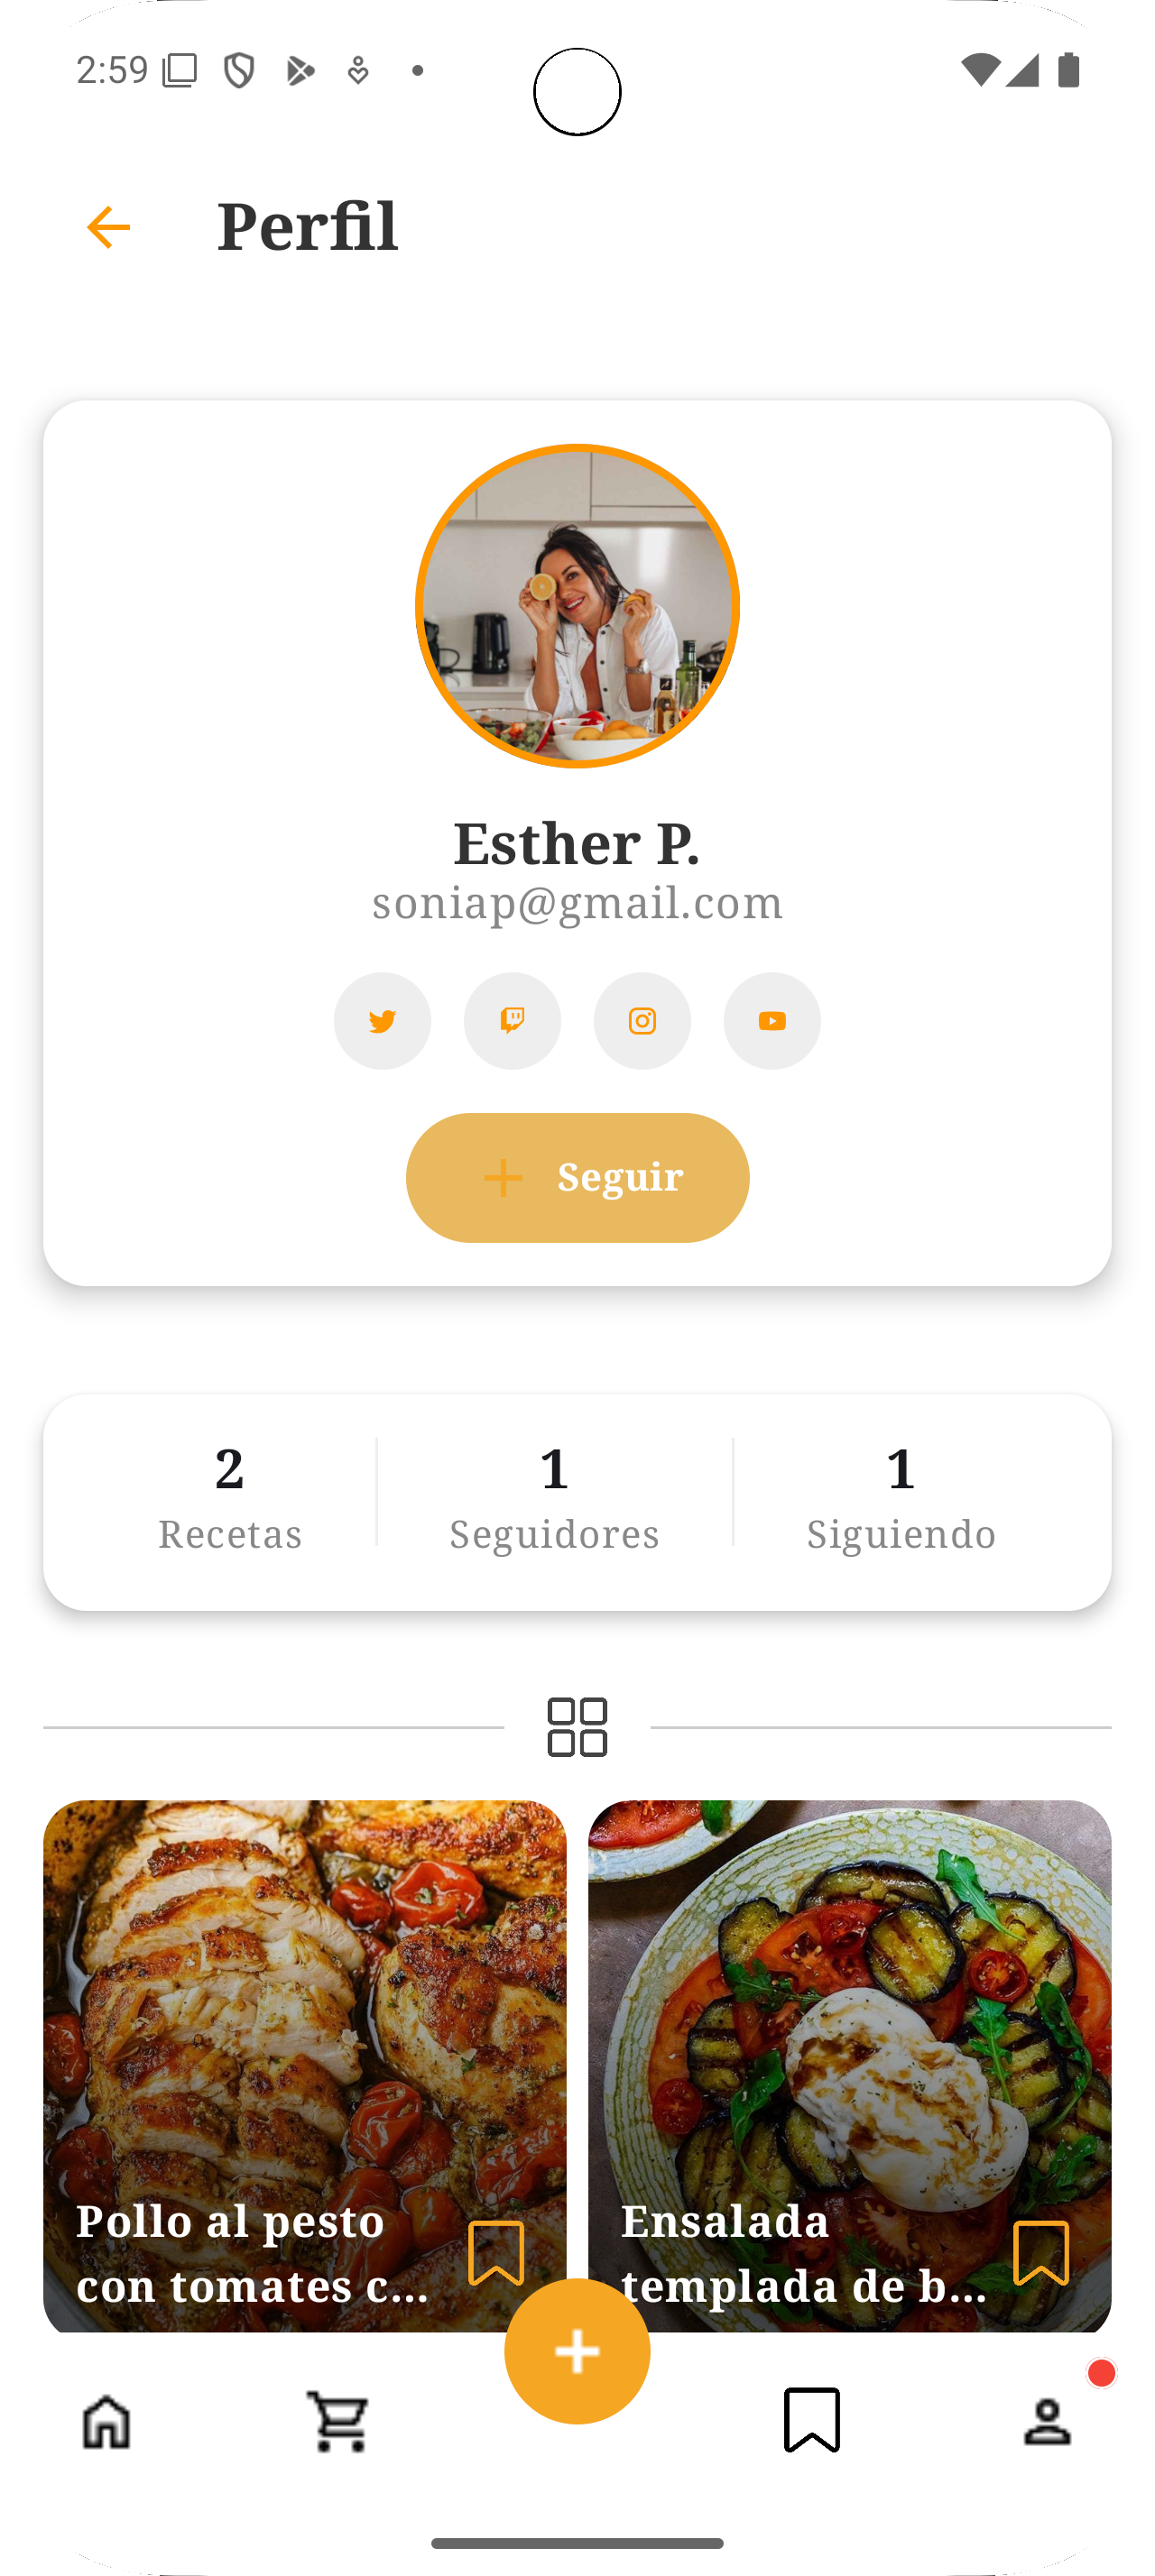 2:59
Perfil
Esther P.
soniap@gmail.com
Seguir
2
Recetas
1
Seguidores
1
Siguiendo
Pollo al pesto
con tomates c...
Ensalada
templada de b...